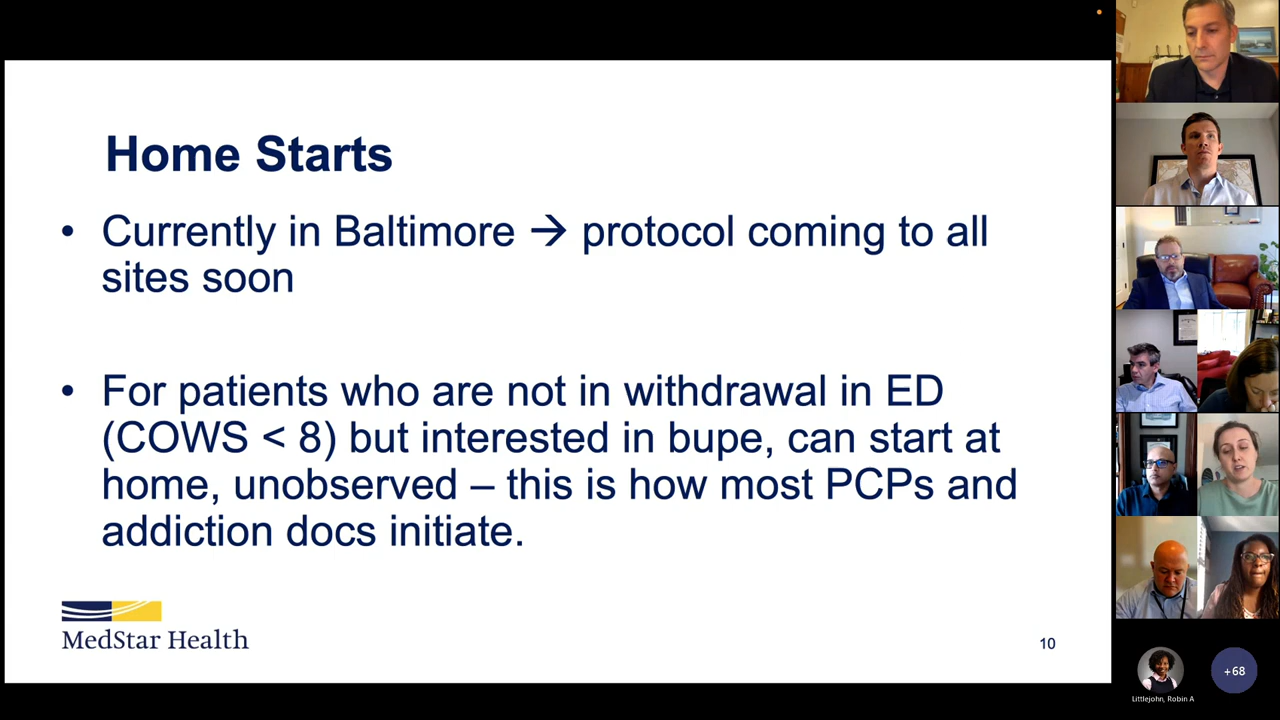 Home Starts
• Currently in Baltimore → protocol coming to all
sites soon
• For patients who are not in withdrawal in ED
(COWS < 8) but interested in bupe, can start at
home, unobserved – this is how most PCPs and
addiction docs initiate.
MedStar Health
10
Littlejohn, Robin A
+68